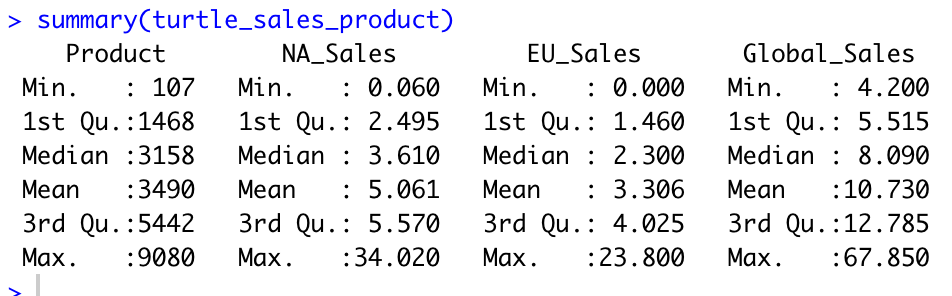 > summary(turtle_sales_product)
    Product        NA_Sales         EU_Sales       Global_Sales
 Min.   : 107   Min.   : 0.060   Min.   : 0.000   Min.   : 4.200
 1st Qu.:1468   1st Qu.: 2.495   1st Qu.: 1.460   1st Qu.: 5.515
 Median :3158   Median : 3.610   Median : 2.300   Median : 8.090
 Mean   :3490   Mean   : 5.061   Mean   : 3.306   Mean   :10.730
 3rd Qu.:5442   3rd Qu.: 5.570   3rd Qu.: 4.025   3rd Qu.:12.785
 Max.   :9080   Max.   :34.020   Max.   :23.800   Max.   :67.850
>